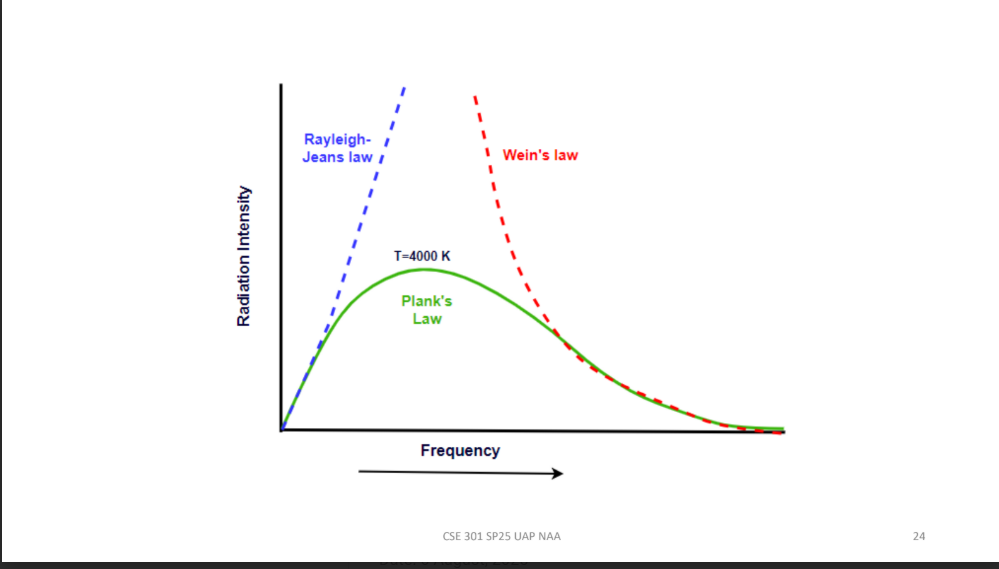 Rayleigh-
Jeans law
Wein's law
T=4000 K
Plank's
Law
Radiation Intensity
Frequency
CSE 301 SP25 UAP NAA
24